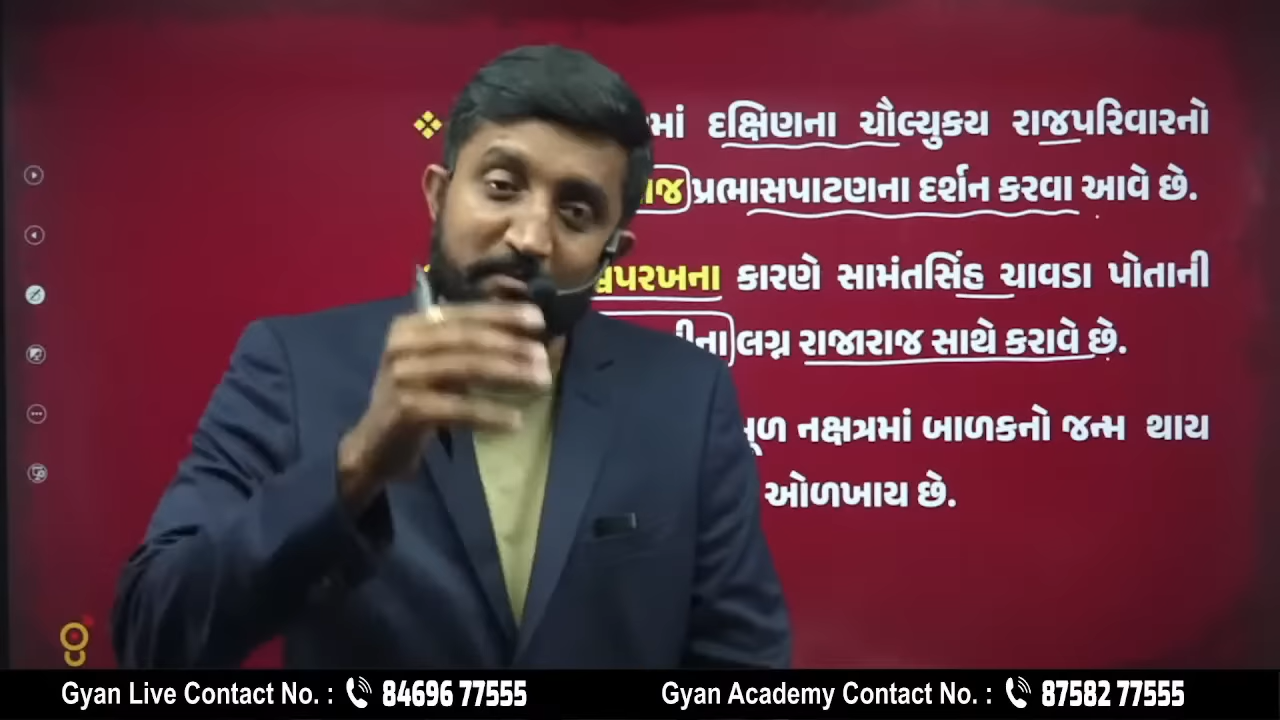 દક્ષિણના ચૌલ્યુકય રાજપરિવારનો
પ્રભાસપાટણના દર્શન કરવા આવે છે.
કારણે સામંતસિંહ ચાવડા પોતાની
લગ્ન રાજારાજ સાથે કરાવે છે.
નક્ષત્રમાં બાળકનો જન્મ થાય
ઓળખાય છે.
Gyan Live Contact No. : 84696 77555
Gyan Academy Contact No. : 87582 77555